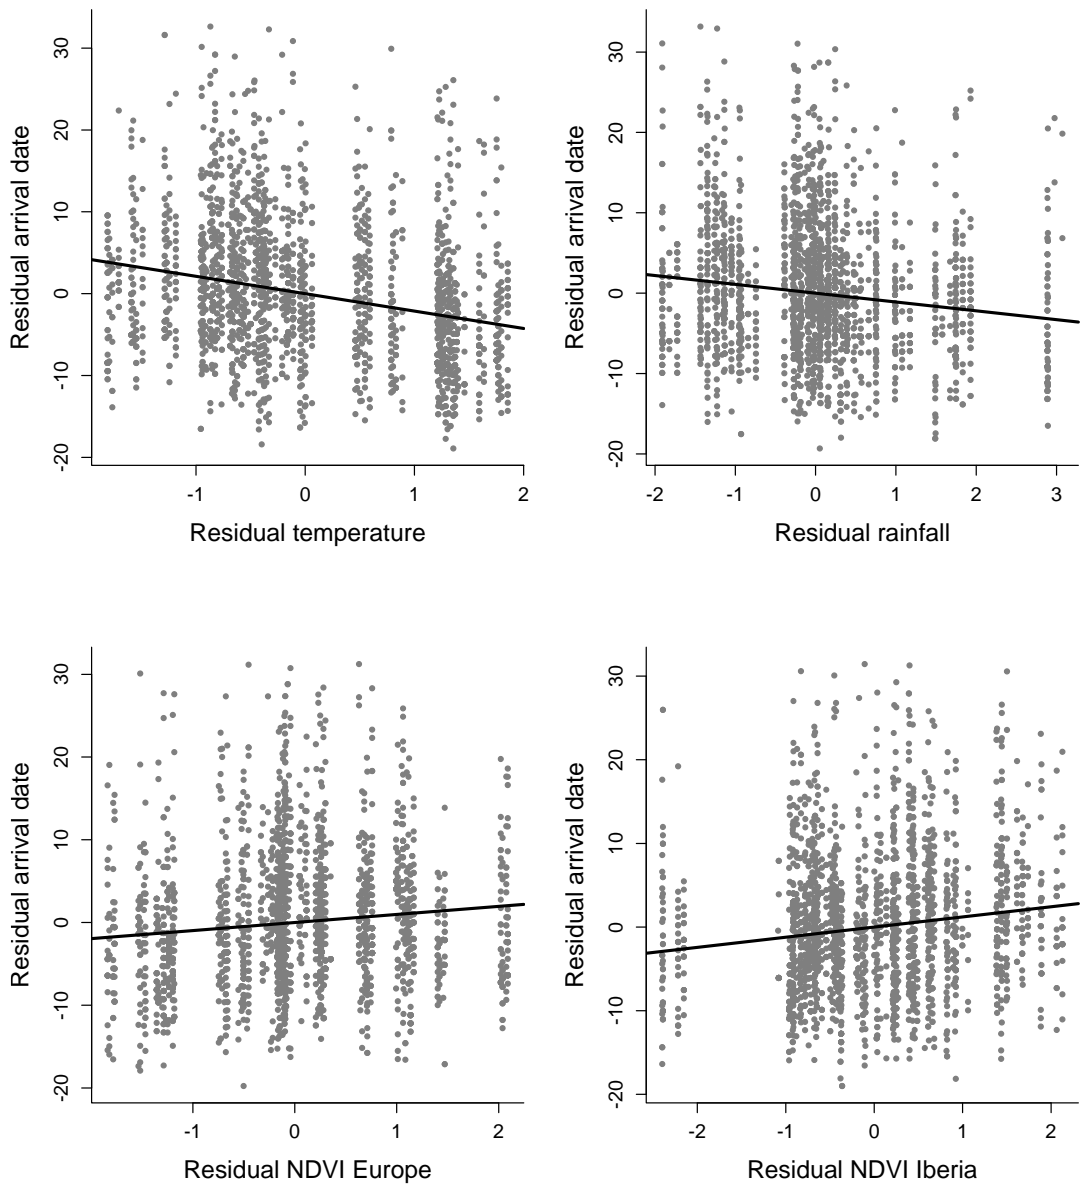 30
20
10
0
-10
-20
Residual arrival date
-1 0 1 2
Residual temperature
30
20
10
0
-10
-20
Residual arrival date
-2 -1 0 1 2 3
Residual rainfall
30
20
10
0
-10
-20
Residual arrival date
-1 0 1 2
Residual NDVI Europe
30
20
10
0
-10
-20
Residual arrival date
-2 -1 0 1 2
Residual NDVI Iberia